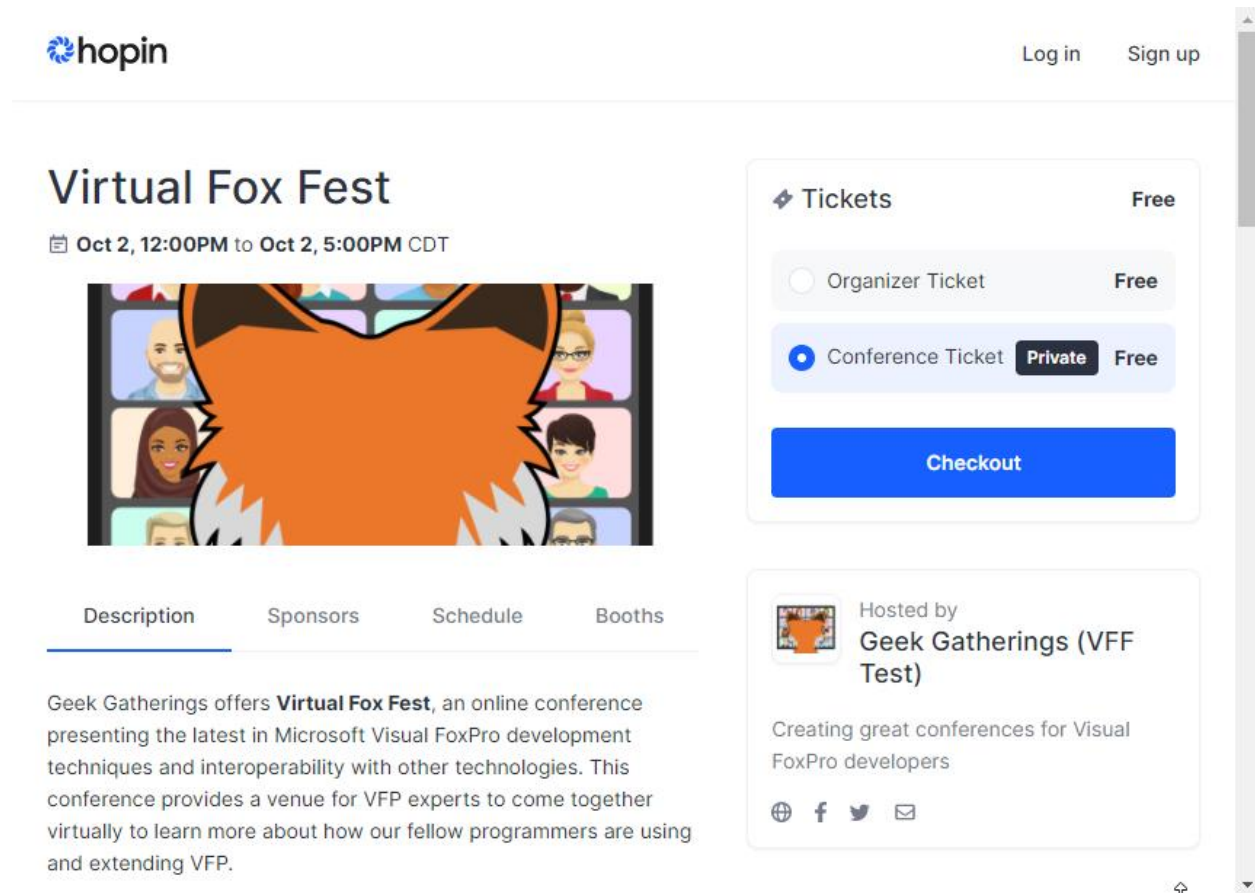 hopin
Log in Sign up
Virtual Fox Fest
Oct 2, 12:00PM to Oct 2, 5:00PM CDT
Tickets Free
Organizer Ticket Free
Conference Ticket Private Free
Checkout
Description Sponsors Schedule Booths
Geek Gatherings offers Virtual Fox Fest, an online conference
presenting the latest in Microsoft Visual FoxPro development
techniques and interoperability with other technologies. This
conference provides a venue for VFP experts to come together
virtually to learn more about how our fellow programmers are using
and extending VFP.
Hosted by
Geek Gatherings (VFF
Test)
Creating great conferences for Visual
FoxPro developers